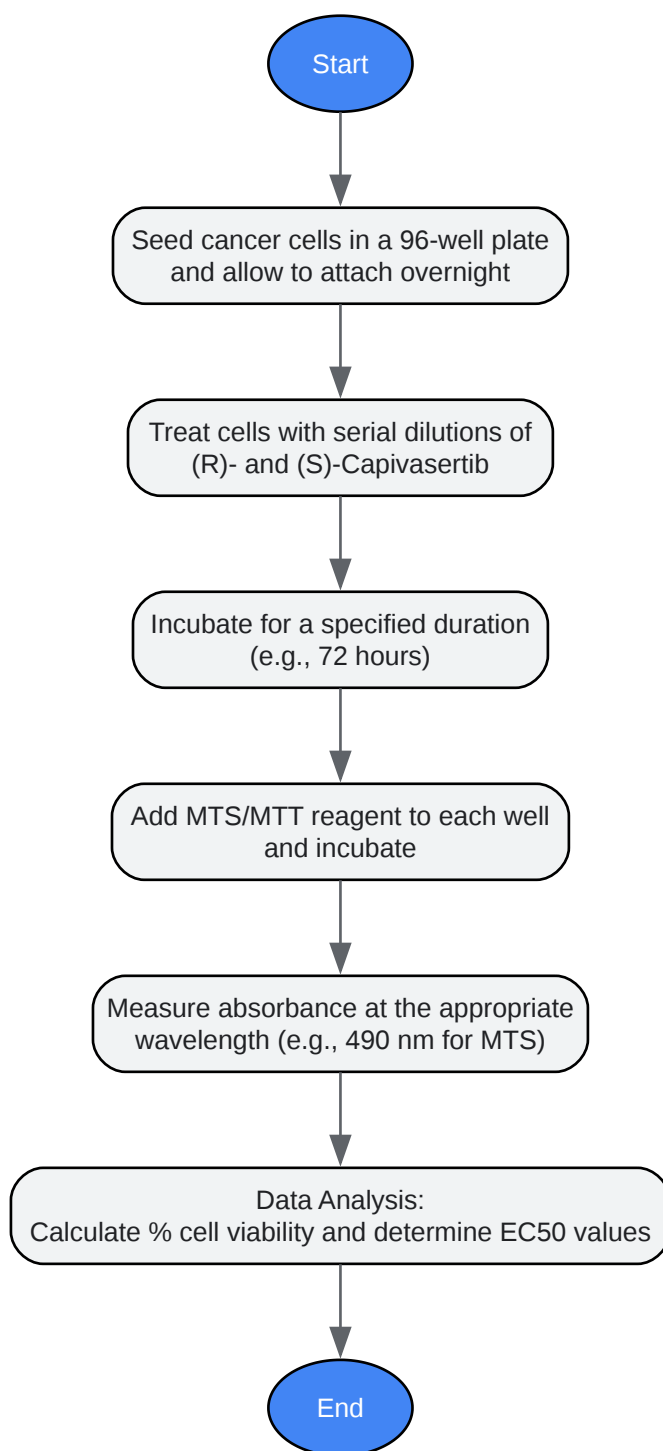 Start
Seed cancer cells in a 96-well plate
and allow to attach overnight
Treat cells with serial dilutions of
(R)- and (S)-Capivasertib
Incubate for a specified duration
(e.g., 72 hours)
Add MTS/MTT reagent to each well
and incubate
Measure absorbance at the appropriate
wavelength (e.g., 490 nm for MTS)
Data Analysis:
Calculate % cell viability and determine EC50 values
End